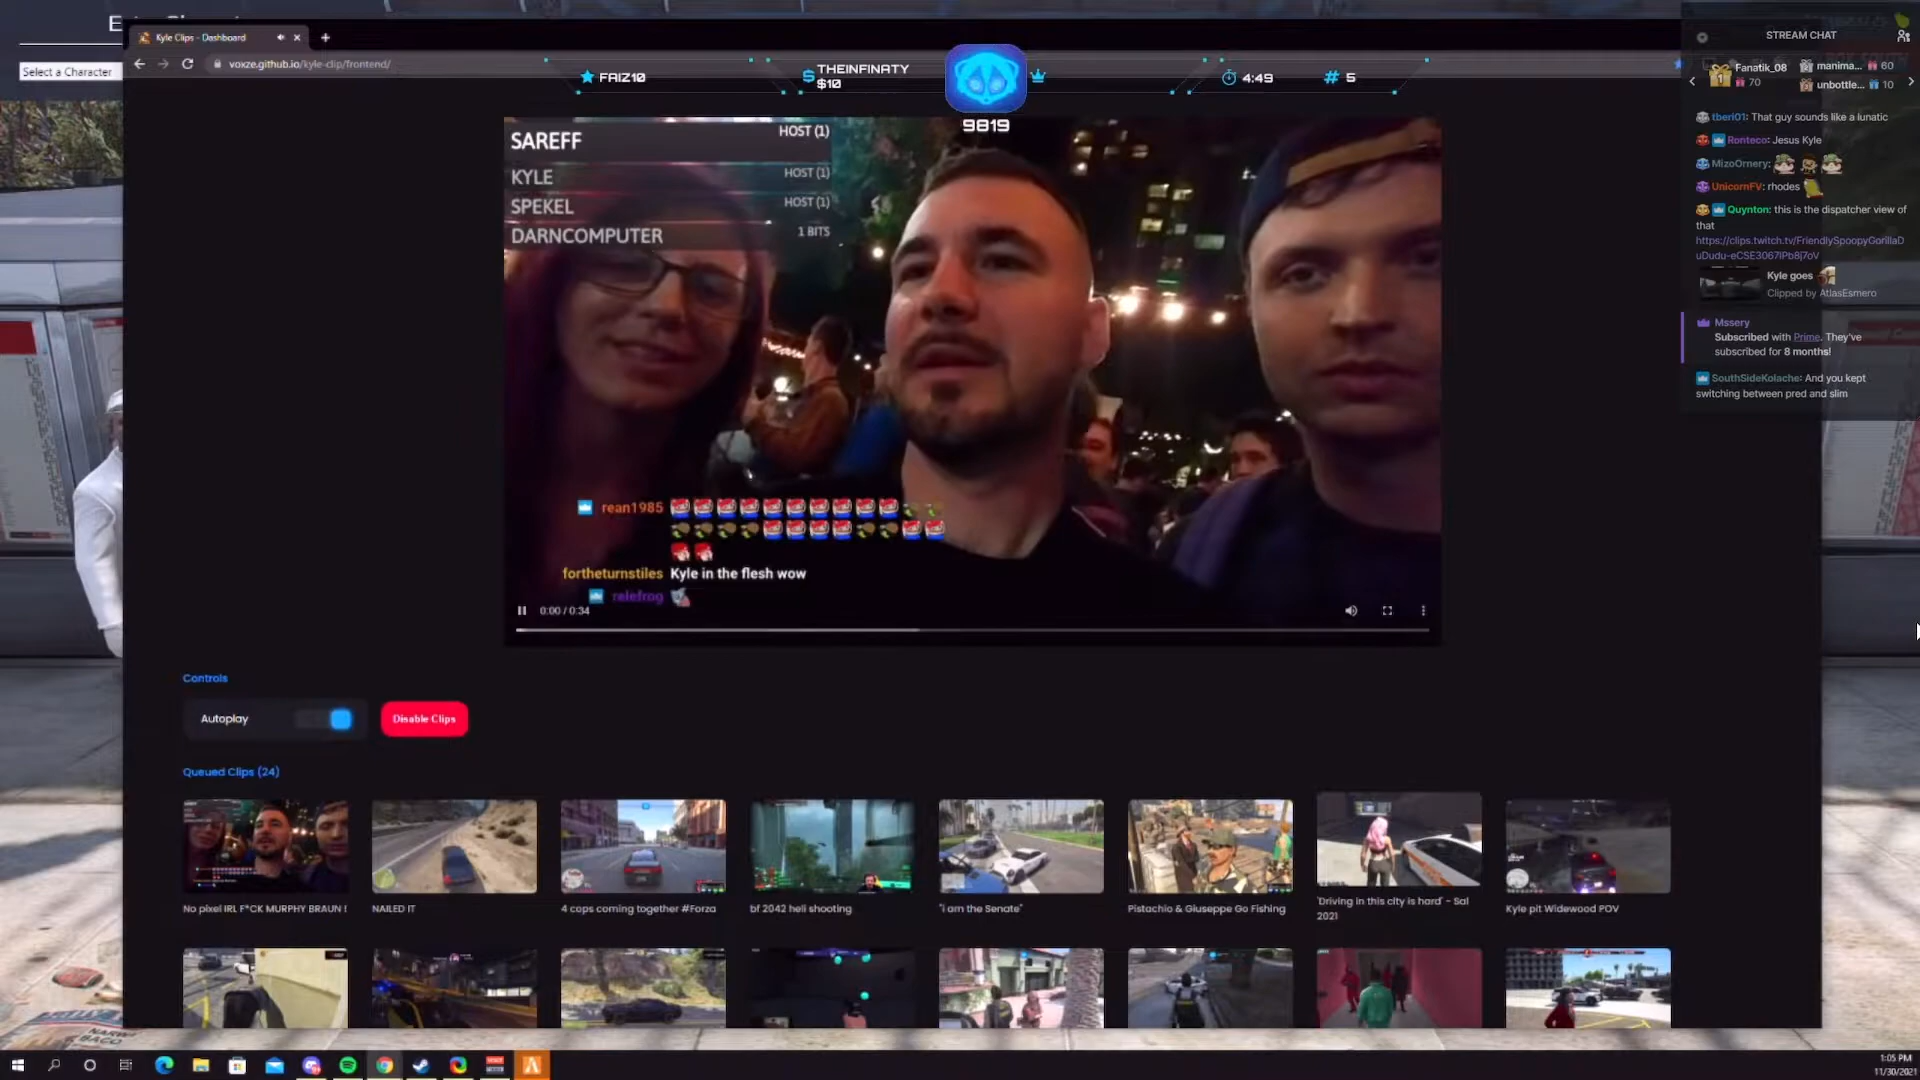 Select a Character
Kyle Clips - Dashboard
voxze.github.io/kyle-clip/frontend/
FAIZ10
THEINFINATY
$10
9819
4:49
# 5
STREAM CHAT
Fanatik_08
70
manima... 60
unbottle... 10
tberi01: That guy sounds like a lunatic
Ronteco: Jesus Kyle
MizoOrnery:
UnicornFV: rhodes
Quynton: this is the dispatcher view of
that
https://clips.twitch.tv/FriendlySpoopyGorillaD
uDudu-eCSE3067lPb8j7oV
Kyle goes
Clipped by AtlasEsmero
Mssery
Subscribed with Prime. They've
subscribed for 8 months!
SouthSideKolache: And you kept
switching between pred and slim
SAREFF HOST (1)
KYLE HOST (1)
SPEKEL HOST (1)
DARNCOMPUTER 1 BITS
rean1985
fortheturnstiles Kyle in the flesh wow
relefrog
0:00 / 0:34
Controls
Autoplay
Disable Clips
Queued Clips (24)
No pixel IRL F*CK MURPHY BRAUN !
NAILED IT
4 cops coming together #Forza
bf 2042 heli shooting
"i am the Senate"
Pistachio & Giuseppe Go Fishing
'Driving in this city is hard' - Sal
2021
Kyle pit Widewood POV
1:05 PM
11/30/2021